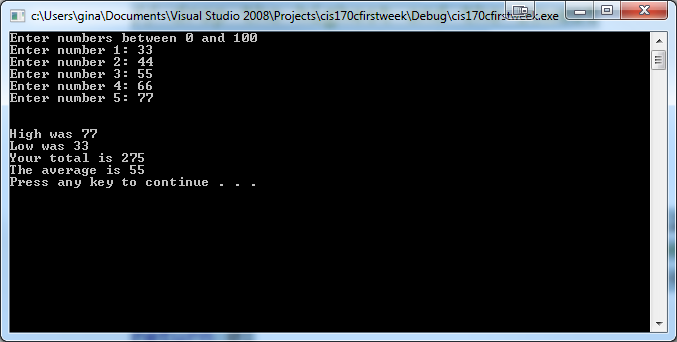 c:\Users\gina\Documents\Visual Studio 2008\Projects\cis170cfirstweek\Debug\cis170cfirstweek.exe
Enter numbers between 0 and 100
Enter number 1: 33
Enter number 2: 44
Enter number 3: 55
Enter number 4: 66
Enter number 5: 77
High was 77
Low was 33
Your total is 275
The average is 55
Press any key to continue . . .